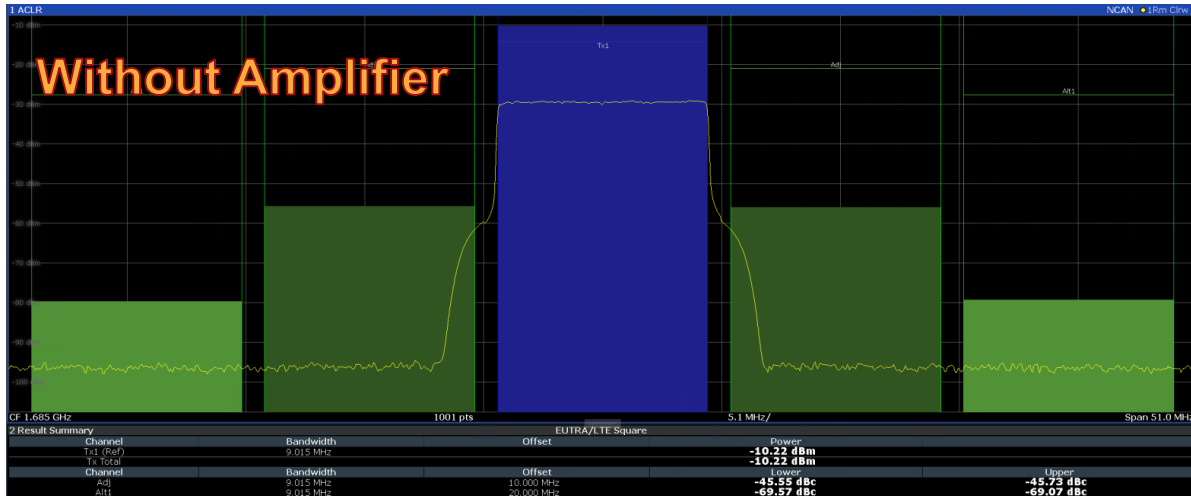 1 ACLR NCAN 1Rm Clrw
-10 dBm
Tx1
-20 dBm
Adj
Without Amplifier
Alt1
-30 dBm
-40 dBm
-50 dBm
-60 dBm
-70 dBm
-80 dBm
-90 dBm
-100 dBm
CF 1.685 GHz 1001 pts 5.1 MHz/ Span 51.0 MHz
2 Result Summary EUTRA/LTE Square
Channel Bandwidth Offset Power
Tx1 (Ref) 9.015 MHz -10.22 dBm
Tx Total -10.22 dBm
Channel Bandwidth Offset Lower Upper
Adj 9.015 MHz 10.000 MHz -45.55 dBc -45.73 dBc
Alt1 9.015 MHz 20.000 MHz -69.57 dBc -69.07 dBc